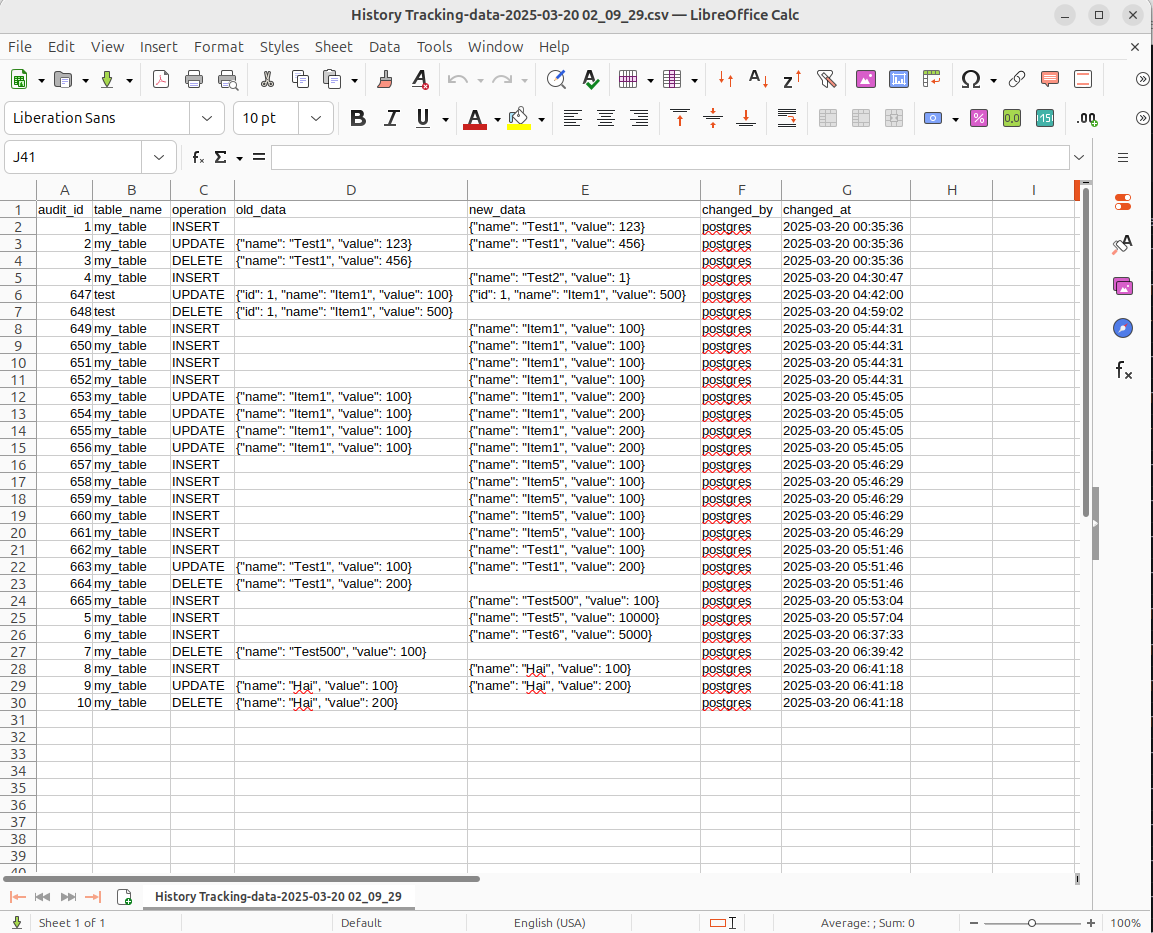 History Tracking-data-2025-03-20 02_09_29.csv — LibreOffice Calc
File Edit View Insert Format Styles Sheet Data Tools Window Help
Liberation Sans 10 pt
J41
A B C D E F G H I
1 audit_id table_name operation old_data new_data changed_by changed_at
2 1 my_table INSERT {"name": "Test1", "value": 123} postgres 2025-03-20 00:35:36
3 2 my_table UPDATE {"name": "Test1", "value": 123} {"name": "Test1", "value": 456} postgres 2025-03-20 00:35:36
4 3 my_table DELETE {"name": "Test1", "value": 456} postgres 2025-03-20 00:35:36
5 4 my_table INSERT {"name": "Test2", "value": 1} postgres 2025-03-20 04:30:47
6 647 test UPDATE {"id": 1, "name": "Item1", "value": 100} {"id": 1, "name": "Item1", "value": 500} postgres 2025-03-20 04:42:00
7 648 test DELETE {"id": 1, "name": "Item1", "value": 500} postgres 2025-03-20 04:59:02
8 649 my_table INSERT {"name": "Item1", "value": 100} postgres 2025-03-20 05:44:31
9 650 my_table INSERT {"name": "Item1", "value": 100} postgres 2025-03-20 05:44:31
10 651 my_table INSERT {"name": "Item1", "value": 100} postgres 2025-03-20 05:44:31
11 652 my_table INSERT {"name": "Item1", "value": 100} postgres 2025-03-20 05:44:31
12 653 my_table UPDATE {"name": "Item1", "value": 100} {"name": "Item1", "value": 200} postgres 2025-03-20 05:45:05
13 654 my_table UPDATE {"name": "Item1", "value": 100} {"name": "Item1", "value": 200} postgres 2025-03-20 05:45:05
14 655 my_table UPDATE {"name": "Item1", "value": 100} {"name": "Item1", "value": 200} postgres 2025-03-20 05:45:05
15 656 my_table UPDATE {"name": "Item1", "value": 100} {"name": "Item1", "value": 200} postgres 2025-03-20 05:45:05
16 657 my_table INSERT {"name": "Item5", "value": 100} postgres 2025-03-20 05:46:29
17 658 my_table INSERT {"name": "Item5", "value": 100} postgres 2025-03-20 05:46:29
18 659 my_table INSERT {"name": "Item5", "value": 100} postgres 2025-03-20 05:46:29
19 660 my_table INSERT {"name": "Item5", "value": 100} postgres 2025-03-20 05:46:29
20 661 my_table INSERT {"name": "Item5", "value": 100} postgres 2025-03-20 05:46:29
21 662 my_table INSERT {"name": "Test1", "value": 100} postgres 2025-03-20 05:51:46
22 663 my_table UPDATE {"name": "Test1", "value": 100} {"name": "Test1", "value": 200} postgres 2025-03-20 05:51:46
23 664 my_table DELETE {"name": "Test1", "value": 200} postgres 2025-03-20 05:51:46
24 665 my_table INSERT {"name": "Test500", "value": 100} postgres 2025-03-20 05:53:04
25 5 my_table INSERT {"name": "Test5", "value": 10000} postgres 2025-03-20 05:57:04
26 6 my_table INSERT {"name": "Test6", "value": 5000} postgres 2025-03-20 06:37:33
27 7 my_table DELETE {"name": "Test500", "value": 100} postgres 2025-03-20 06:39:42
28 8 my_table INSERT {"name": "Hai", "value": 100} postgres 2025-03-20 06:41:18
29 9 my_table UPDATE {"name": "Hai", "value": 100} {"name": "Hai", "value": 200} postgres 2025-03-20 06:41:18
30 10 my_table DELETE {"name": "Hai", "value": 200} postgres 2025-03-20 06:41:18
31
32
33
34
35
36
37
38
39
40
History Tracking-data-2025-03-20 02_09_29
Sheet 1 of 1 Default English (USA) Average: ; Sum: 0 100%